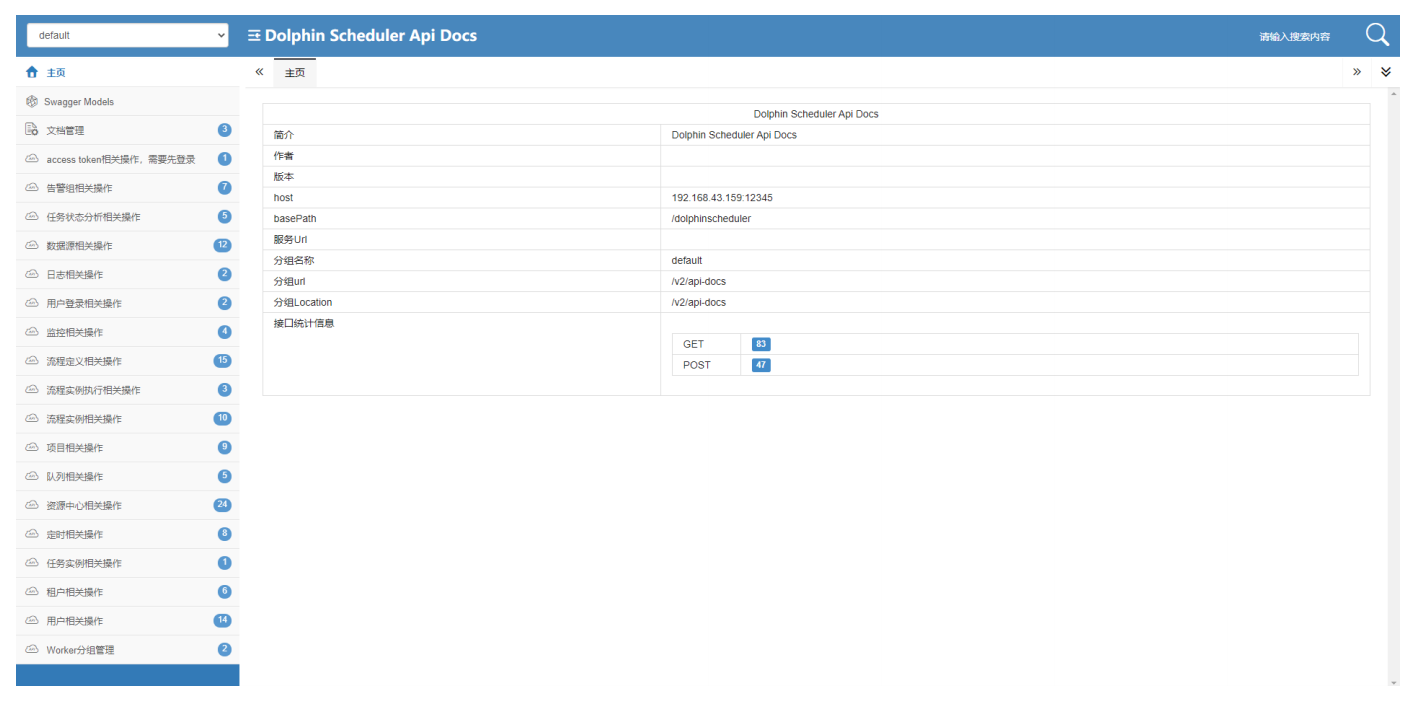 default
Dolphin Scheduler Api Docs
请输入搜索内容
主页
主页
Swagger Models
文档管理 3
access token相关操作，需要先登录 1
告警组相关操作 7
任务状态分析相关操作 5
数据源相关操作 12
日志相关操作 2
用户登录相关操作 2
监控相关操作 4
流程定义相关操作 15
流程实例执行相关操作 3
流程实例相关操作 10
项目相关操作 9
队列相关操作 5
资源中心相关操作 24
定时相关操作 8
任务实例相关操作 1
租户相关操作 6
用户相关操作 14
Worker分组管理 2
Dolphin Scheduler Api Docs
简介 Dolphin Scheduler Api Docs
作者
版本
host 192.168.43.159:12345
basePath /dolphinscheduler
服务Url
分组名称 default
分组url /v2/api-docs
分组Location /v2/api-docs
接口统计信息
GET 83
POST 47